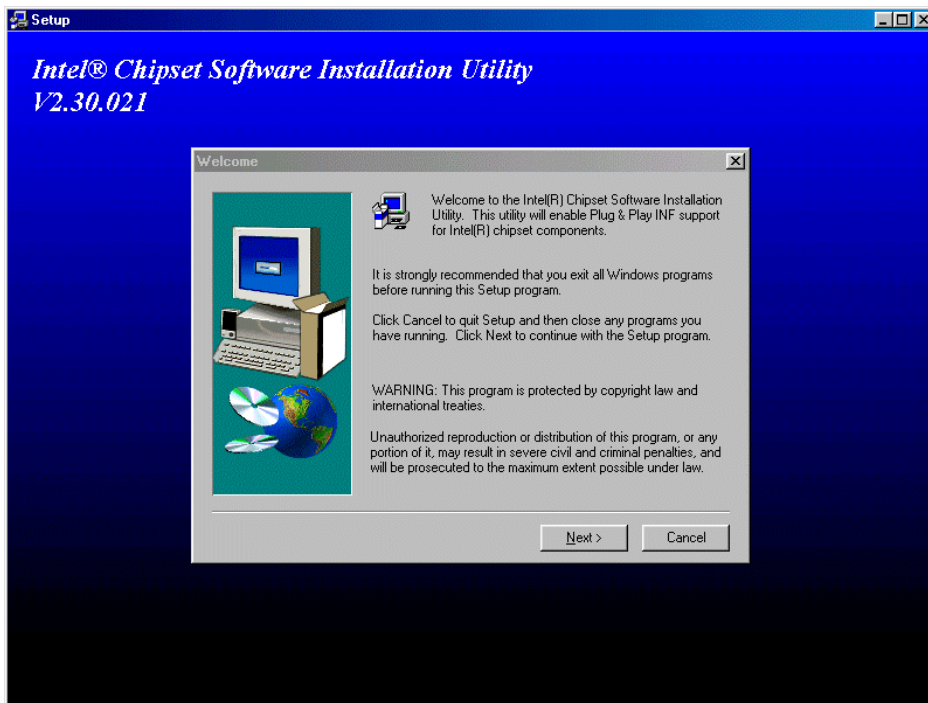 Setup
Intel® Chipset Software Installation Utility
V2.30.021
Welcome
Welcome to the Intel(R) Chipset Software Installation
Utility. This utility will enable Plug & Play INF support
for Intel(R) chipset components.
It is strongly recommended that you exit all Windows programs
before running this Setup program.
Click Cancel to quit Setup and then close any programs you
have running. Click Next to continue with the Setup program.
WARNING: This program is protected by copyright law and
international treaties.
Unauthorized reproduction or distribution of this program, or any
portion of it, may result in severe civil and criminal penalties, and
will be prosecuted to the maximum extent possible under law.
Next > Cancel